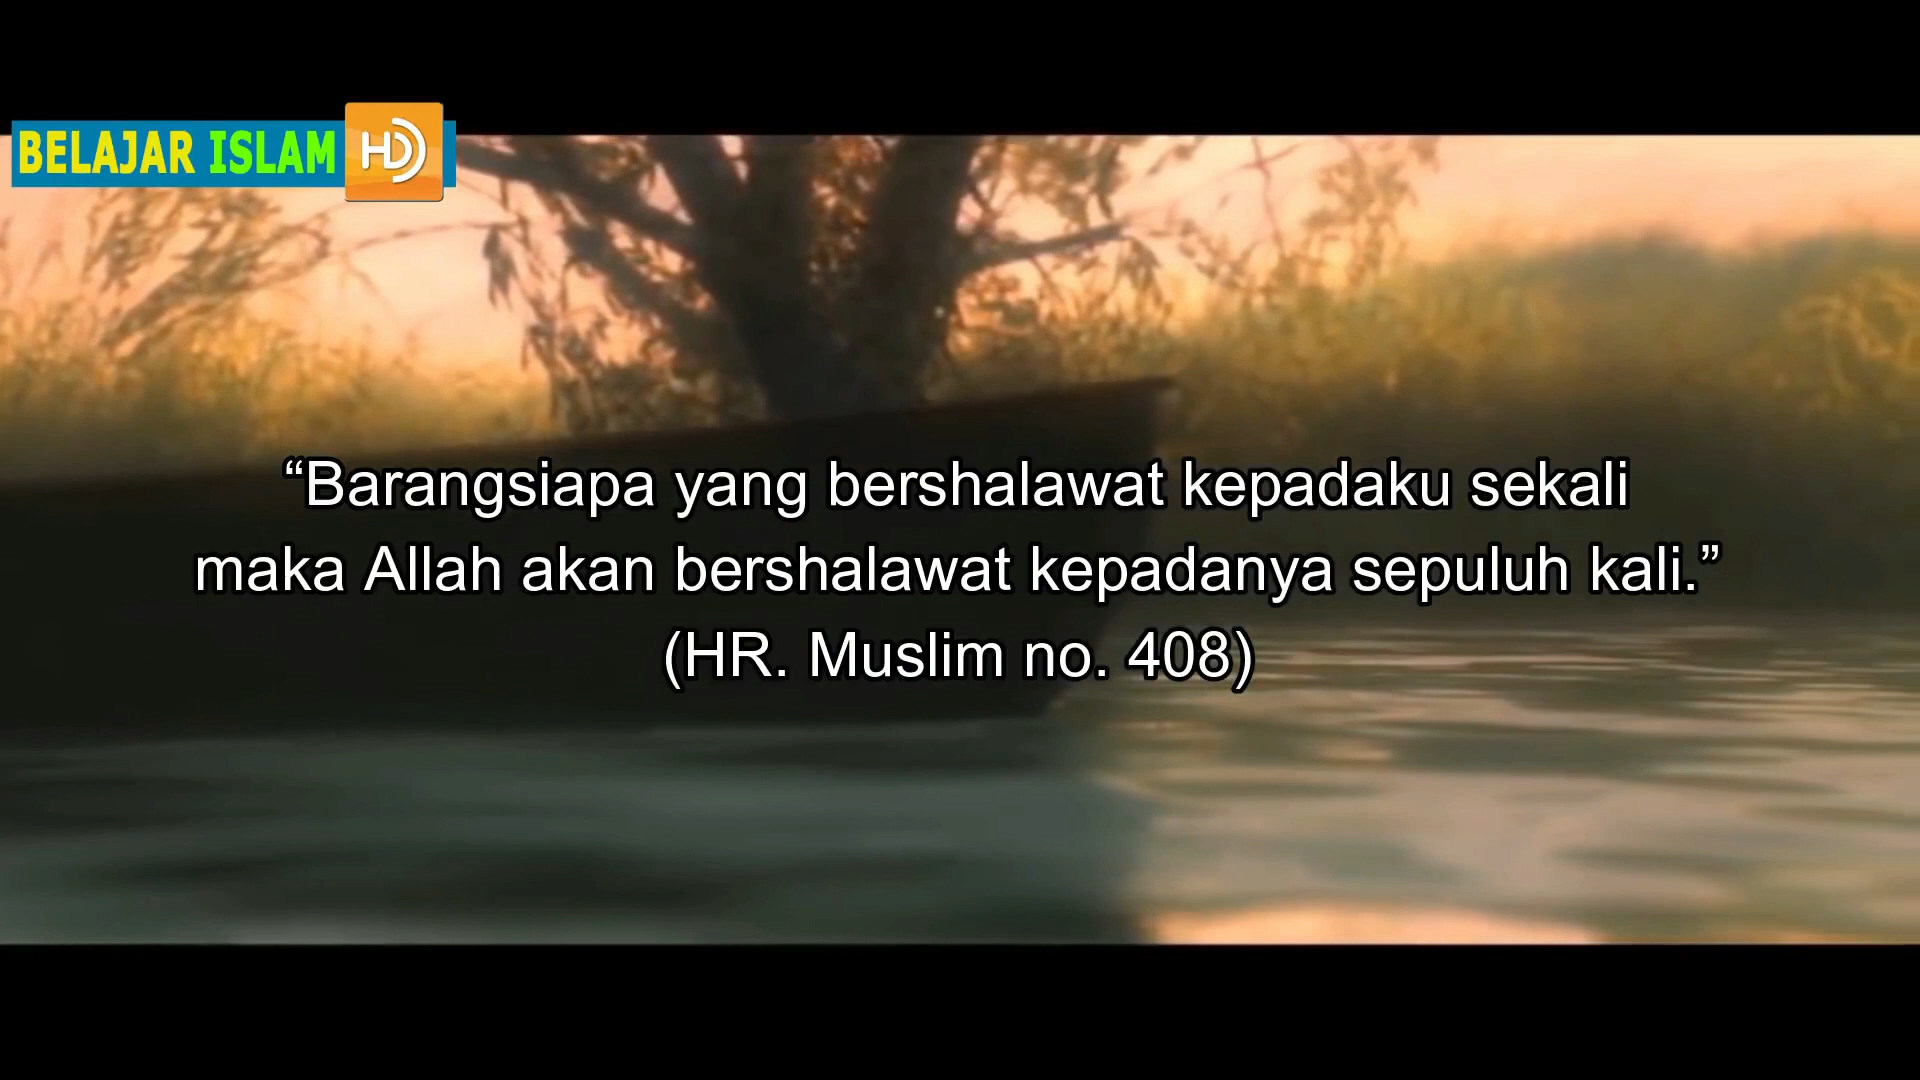 BELAJAR ISLAM HD
“Barangsiapa yang bershalawat kepadaku sekali
maka Allah akan bershalawat kepadanya sepuluh kali.”
(HR. Muslim no. 408)